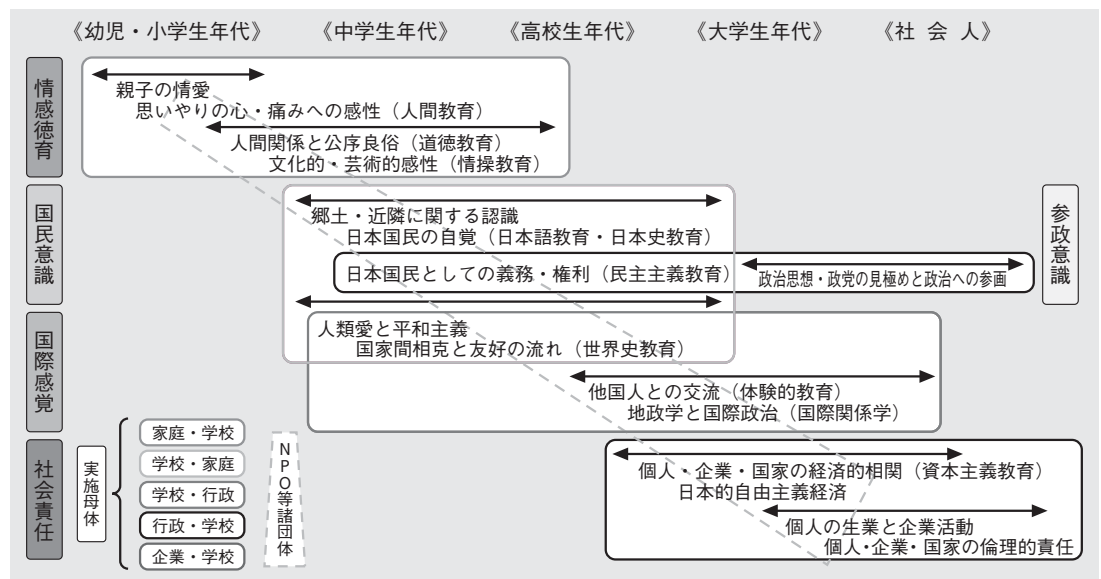 《幼児・小学生年代》 《中学生年代》 《高校生年代》 《大学生年代》 《社会人》
情感徳育
親子の情愛
思いやりの心・痛みへの感性（人間教育）
人間関係と公序良俗（道徳教育）
文化的・芸術的感性（情操教育）
国民意識
郷土・近隣に関する認識
日本国民の自覚（日本語教育・日本史教育）
日本国民としての義務・権利（民主主義教育）
政治思想・政党の見極めと政治への参画
参政意識
国際感覚
人類愛と平和主義
国家間相克と友好の流れ（世界史教育）
他国人との交流（体験的教育）
地政学と国際政治（国際関係学）
社会責任
個人・企業・国家の経済的相関（資本主義教育）
日本的自由主義経済
個人の生業と企業活動
個人・企業・国家の倫理的責任
実施母体
家庭・学校
学校・家庭
学校・行政
行政・学校
企業・学校
NPO等諸団体